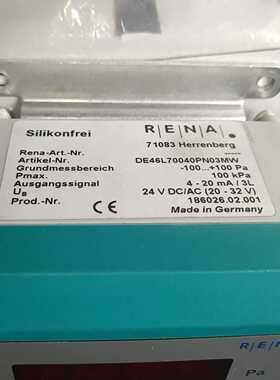 Silikonfrei
R|E|N|A.
71083 Herrenberg
Rena-Art.-Nr. ----
Artikel-Nr. DE46L70040PN03MW
Grundmessbereich -100...+100 Pa
Pmax. 100 kPa
Ausgangssignal 4 - 20 mA / 3L
UB 24 V DC/AC (20 - 32 V)
Prod.-Nr. 186026.02.001
CE
Made in Germany
R|E|N
Pa